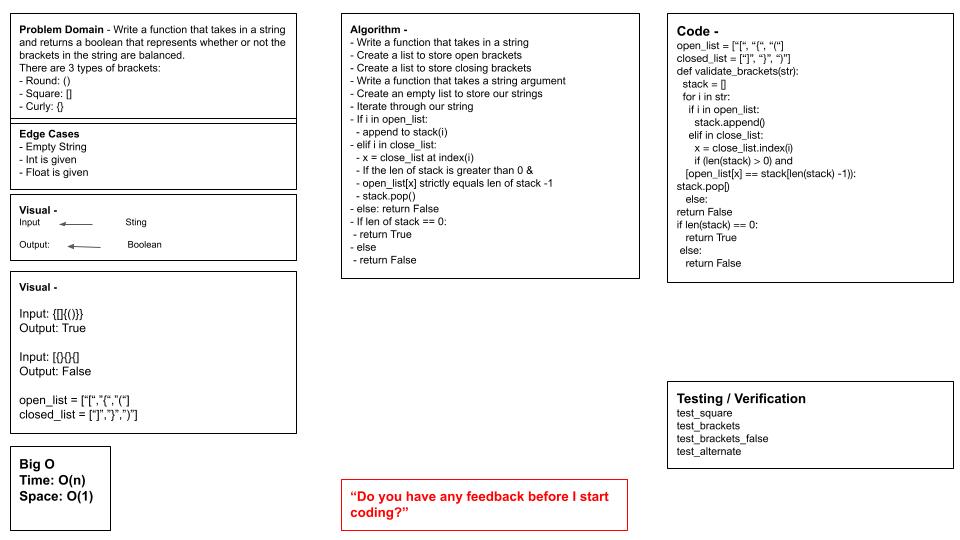 Problem Domain - Write a function that takes in a string
and returns a boolean that represents whether or not the
brackets in the string are balanced.
There are 3 types of brackets:
- Round: ()
- Square: []
- Curly: {}
Edge Cases
- Empty String
- Int is given
- Float is given
Visual -
Input Sting
Output: Boolean
Visual -
Input: {[]{()}}
Output: True
Input: [{}{}{]
Output: False
open_list = [“[“,”{“,”(“]
closed_list = [“]”,”}”,”)”]
Big O
Time: O(n)
Space: O(1)
Algorithm -
- Write a function that takes in a string
- Create a list to store open brackets
- Create a list to store closing brackets
- Write a function that takes a string argument
- Create an empty list to store our strings
- Iterate through our string
- If i in open_list:
- append to stack(i)
- elif i in close_list:
- x = close_list at index(i)
- If the len of stack is greater than 0 &
- open_list[x] strictly equals len of stack -1
- stack.pop()
- else: return False
- If len of stack == 0:
- return True
- else
- return False
“Do you have any feedback before I start
coding?”
Code -
open_list = [“[“, “{“, “(“]
closed_list = [“]”, “}”, “)”]
def validate_brackets(str):
stack = []
for i in str:
if i in open_list:
stack.append()
elif in close_list:
x = close_list.index(i)
if (len(stack) > 0) and
[open_list[x] == stack[len(stack) -1)):
stack.pop[)
else:
return False
if len(stack) == 0:
return True
else:
return False
Testing / Verification
test_square
test_brackets
test_brackets_false
test_alternate